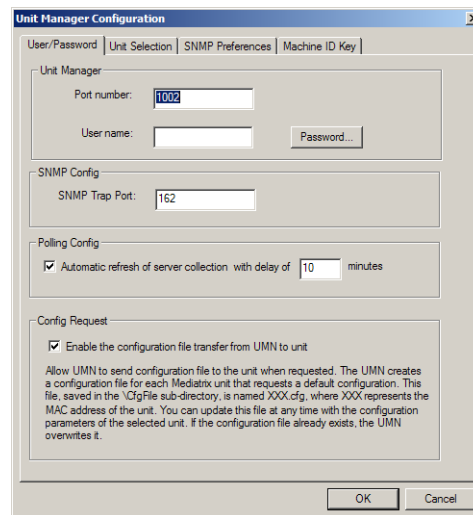 Unit Manager Configuration
User/Password Unit Selection SNMP Preferences Machine ID Key
Unit Manager
Port number: 1002
User name: Password...
SNMP Config
SNMP Trap Port: 162
Polling Config
Automatic refresh of server collection with delay of 10 minutes
Config Request
Enable the configuration file transfer from UMN to unit
Allow UMN to send configuration file to the unit when requested. The UMN creates
a configuration file for each Mediatrix unit that requests a default configuration. This
file, saved in the \CfgFile sub-directory, is named XXX.cfg, where XXX represents the
MAC address of the unit. You can update this file at any time with the configuration
parameters of the selected unit. If the configuration file already exists, the UMN
overwrites it.
OK Cancel